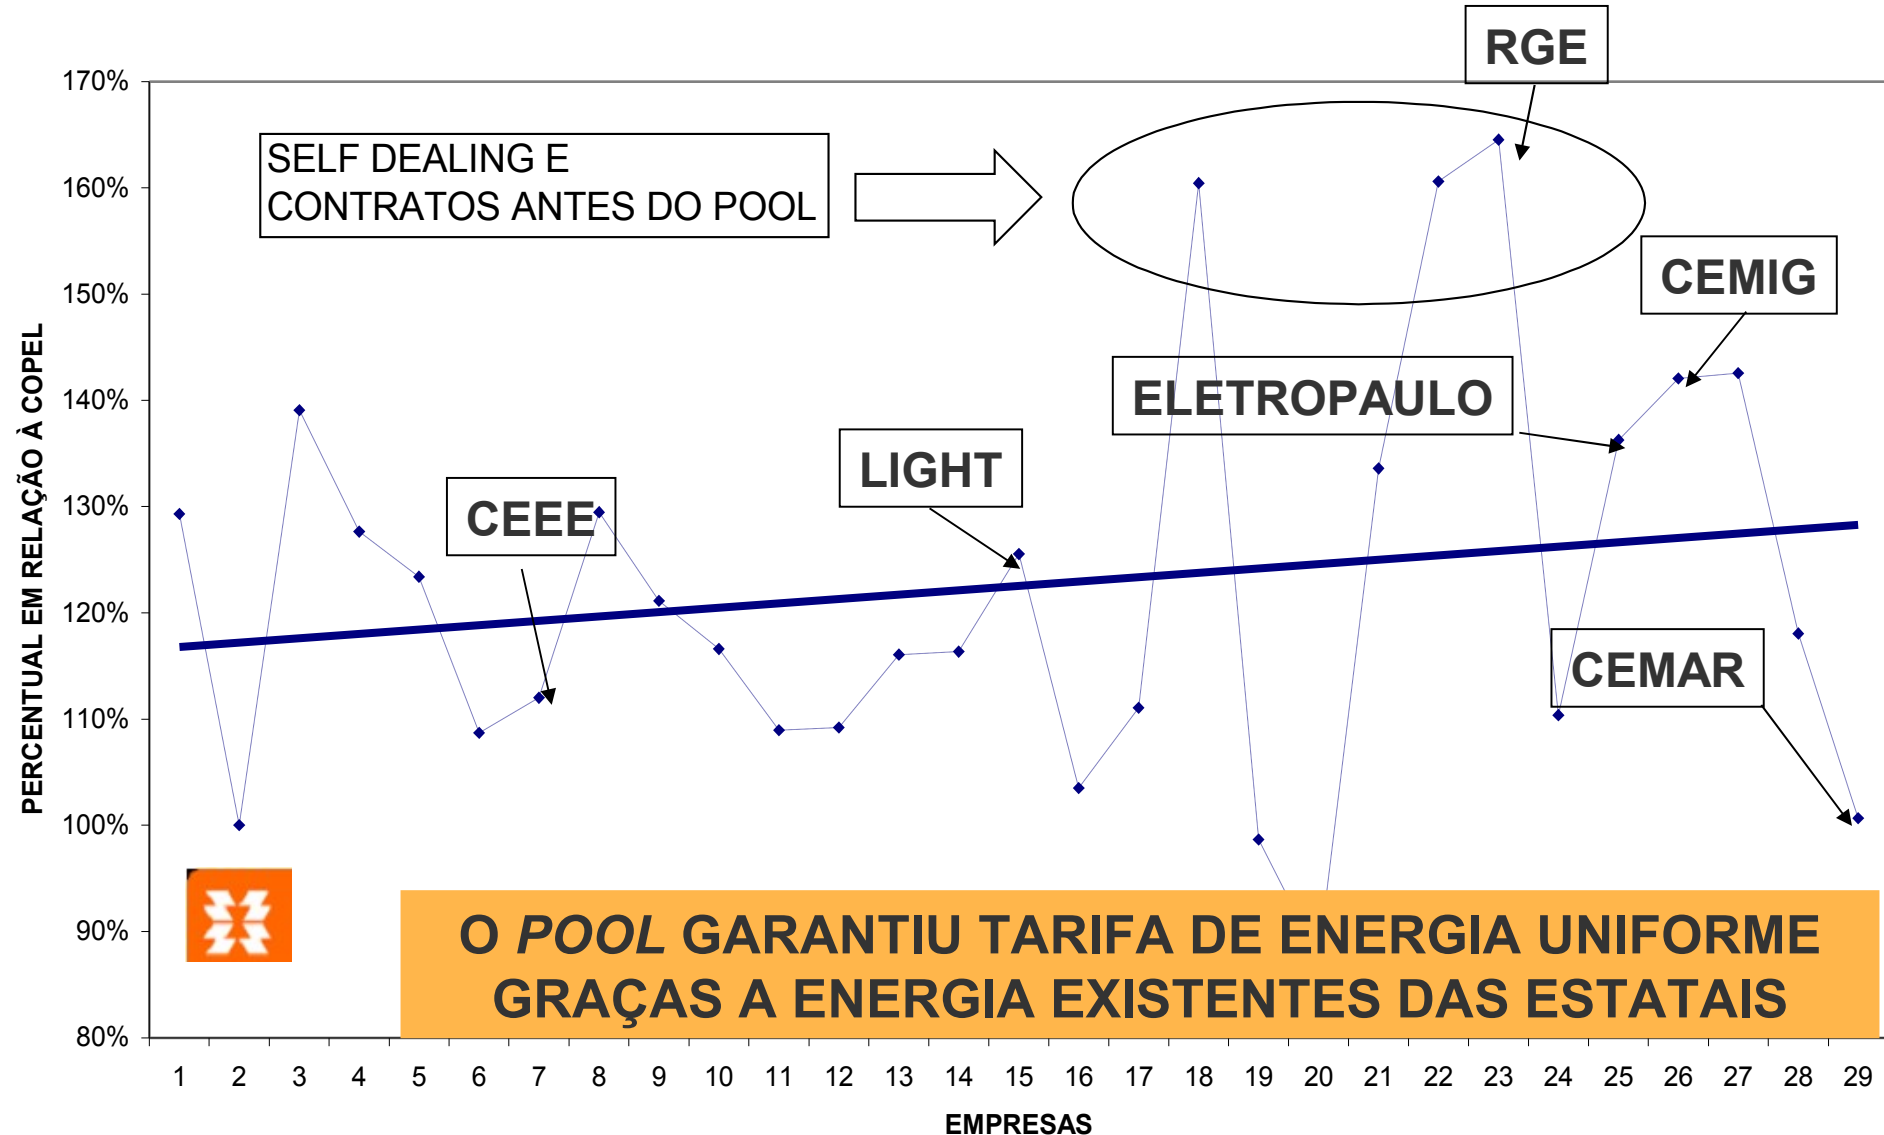 RGE
170%
SELF DEALING E
CONTRATOS ANTES DO POOL
160%
CEMIG
150%
ELETROPAULO
140%
LIGHT
CEEE
130%
120%
CEMAR
110%
100%
90%
80%
PERCENTUAL EM RELAÇÃO À COPEL
O POOL GARANTIU TARIFA DE ENERGIA UNIFORME
GRAÇAS A ENERGIA EXISTENTES DAS ESTATAIS
1 2 3 4 5 6 7 8 9 10 11 12 13 14 15 16 17 18 19 20 21 22 23 24 25 26 27 28 29
EMPRESAS